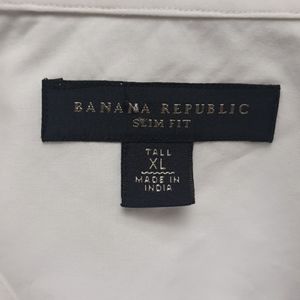 BANANA REPUBLIC
SLIM FIT
TALL
XL
MADE IN
INDIA